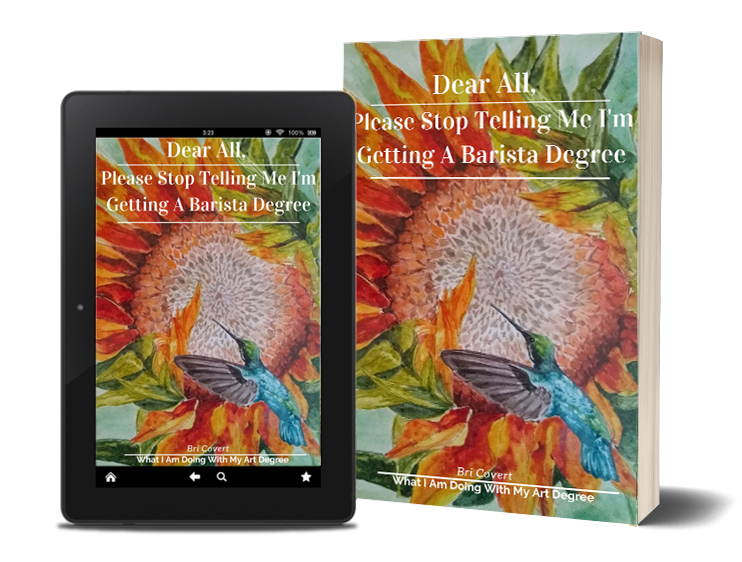 3:23 100%
Dear All,
Please Stop Telling Me I'm
Getting A Barista Degree
Bri Covert
What I Am Doing With My Art Degree
Dear All,
Please Stop Telling Me I'm
Getting A Barista Degree
Bri Covert
What I Am Doing With My Art Degree